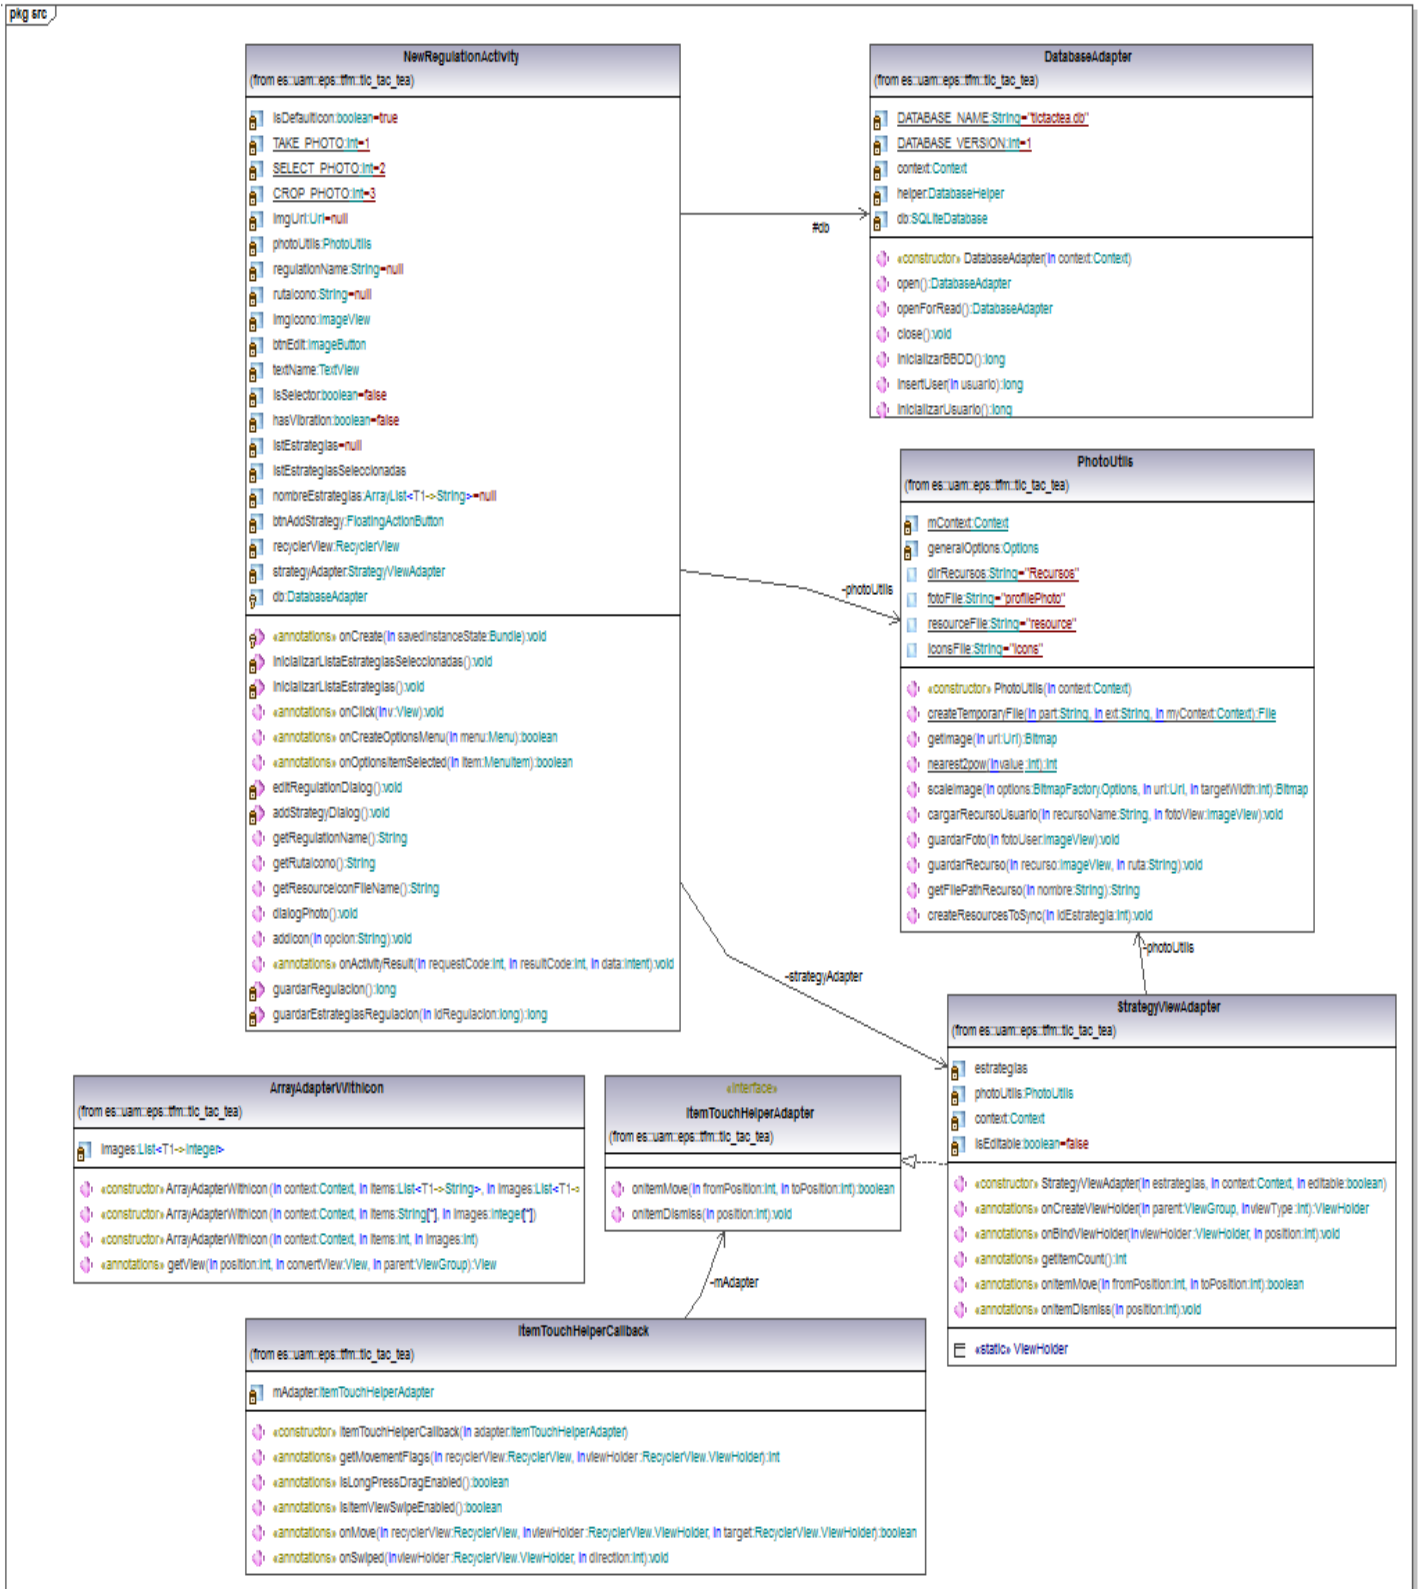 pkg src
NewRegulationActivity
(from es::uam::eps::tfm::tic_tac_tea)
isDefaultIcon:boolean=true
TAKE_PHOTO:int=1
SELECT_PHOTO:int=2
CROP_PHOTO:int=3
imgUri:Uri=null
photoUtils:PhotoUtils
regulationName:String=null
rutaIcono:String=null
imgIcono:ImageView
btnEdit:ImageButton
textName:TextView
isSelector:boolean=false
hasVibration:boolean=false
lstEstrategias=null
lstEstrategiasSeleccionadas
nombreEstrategias:ArrayList<T1->String>=null
btnAddStrategy:FloatingActionButton
recyclerView:RecyclerView
strategyAdapter:StrategyViewAdapter
db:DatabaseAdapter
«annotations» onCreate(in savedInstanceState:Bundle):void
inicializarListaEstrategiasSeleccionadas():void
inicializarListaEstrategias():void
«annotations» onClick(inv:View):void
«annotations» onCreateOptionsMenu(in menu:Menu):boolean
«annotations» onOptionsItemSelected(in item:MenuItem):boolean
editRegulationDialog():void
addStrategyDialog():void
getRegulationName():String
getRutaIcono():String
getResourceIconFileName():String
dialogPhoto():void
addIcon(in opcion:String):void
«annotations» onActivityResult(in requestCode:int, in resultCode:int, in data:Intent):void
guardarRegulacion():long
guardarEstrategiasRegulacion(in idRegulacion:long):long
#db
DatabaseAdapter
(from es::uam::eps::tfm::tic_tac_tea)
DATABASE_NAME:String="tictactea.db"
DATABASE_VERSION:int=1
context:Context
helper:DatabaseHelper
db:SQLiteDatabase
«constructor» DatabaseAdapter(in context:Context)
open():DatabaseAdapter
openForRead():DatabaseAdapter
close():void
inicializarBBDD():long
insertUser(in usuario):long
inicializarUsuario():long
-photoUtils
PhotoUtils
(from es::uam::eps::tfm::tic_tac_tea)
mContext:Context
generalOptions:Options
dirRecursos:String="Recursos"
fotoFile:String="profilePhoto"
resourceFile:String="resource"
iconsFile:String="icons"
«constructor» PhotoUtils(in context:Context)
createTemporaryFile(in part:String, in ext:String, in myContext:Context):File
getImage(in uri:Uri):Bitmap
nearest2pow(invalue :int):int
scaleImage(in options:BitmapFactory.Options, in uri:Uri, in targetWidth:int):Bitmap
cargarRecursoUsuario(in recursoName:String, in fotoView:ImageView):void
guardarFoto(in fotoUser:ImageView):void
guardarRecurso(in recurso:ImageView, in ruta:String):void
getFilePathRecurso(in nombre:String):String
createResourcesToSync(in idEstrategia:int):void
-photoUtils
-strategyAdapter
StrategyViewAdapter
(from es::uam::eps::tfm::tic_tac_tea)
estrategias
photoUtils:PhotoUtils
context:Context
isEditable:boolean=false
«constructor» StrategyViewAdapter(in estrategias, in context:Context, in editable:boolean)
«annotations» onCreateViewHolder(in parent:ViewGroup, inviewType :int):ViewHolder
«annotations» onBindViewHolder(inviewHolder :ViewHolder, in position:int):void
«annotations» getItemCount():int
«annotations» onItemMove(in fromPosition:int, in toPosition:int):boolean
«annotations» onItemDismiss(in position:int):void
«static» ViewHolder
ArrayAdapterWithIcon
(from es::uam::eps::tfm::tic_tac_tea)
images:List<T1->Integer>
«constructor» ArrayAdapterWithIcon(in context:Context, in items:List<T1->String>, in images:List<T1->
«constructor» ArrayAdapterWithIcon(in context:Context, in items:String[*], in images:Integer[*])
«constructor» ArrayAdapterWithIcon(in context:Context, in items:int, in images:int)
«annotations» getView(in position:int, in convertView:View, in parent:ViewGroup):View
«interface»
ItemTouchHelperAdapter
(from es::uam::eps::tfm::tic_tac_tea)
onItemMove(in fromPosition:int, in toPosition:int):boolean
onItemDismiss(in position:int):void
-mAdapter
ItemTouchHelperCallback
(from es::uam::eps::tfm::tic_tac_tea)
mAdapter:ItemTouchHelperAdapter
«constructor» ItemTouchHelperCallback(in adapter:ItemTouchHelperAdapter)
«annotations» getMovementFlags(in recyclerView:RecyclerView, inviewHolder :RecyclerView.ViewHolder):int
«annotations» isLongPressDragEnabled():boolean
«annotations» isItemViewSwipeEnabled():boolean
«annotations» onMove(in recyclerView:RecyclerView, inviewHolder :RecyclerView.ViewHolder, in target:RecyclerView.ViewHolder):boolean
«annotations» onSwiped(inviewHolder :RecyclerView.ViewHolder, in direction:int):void